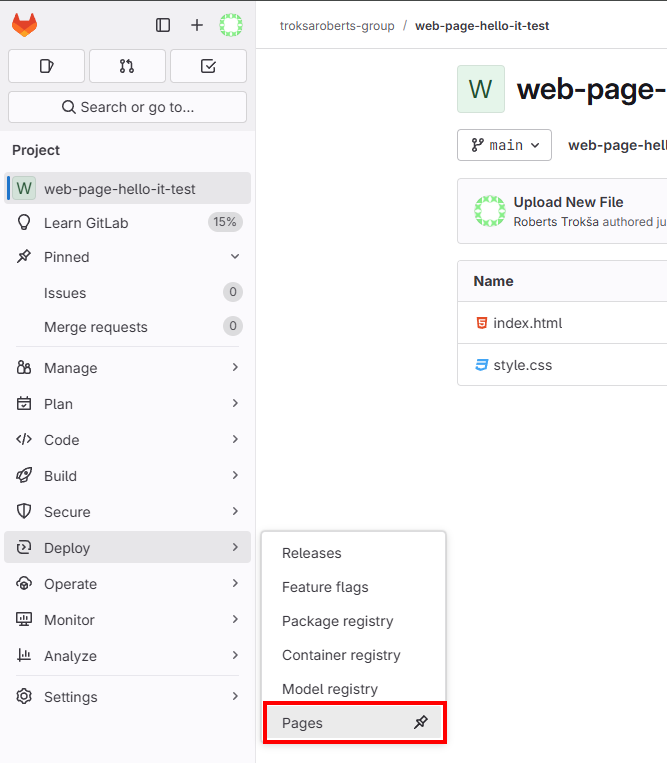 troksaroberts-group / web-page-hello-it-test
Search or go to...
Project
W web-page-hello-it-test
Learn GitLab 15%
Pinned
Issues 0
Merge requests 0
Manage
Plan
Code
Build
Secure
Deploy
Operate
Monitor
Analyze
Settings
W web-page-
main web-page-hell
Upload New File
Roberts Trokša authored ju
Name
index.html
style.css
Releases
Feature flags
Package registry
Container registry
Model registry
Pages